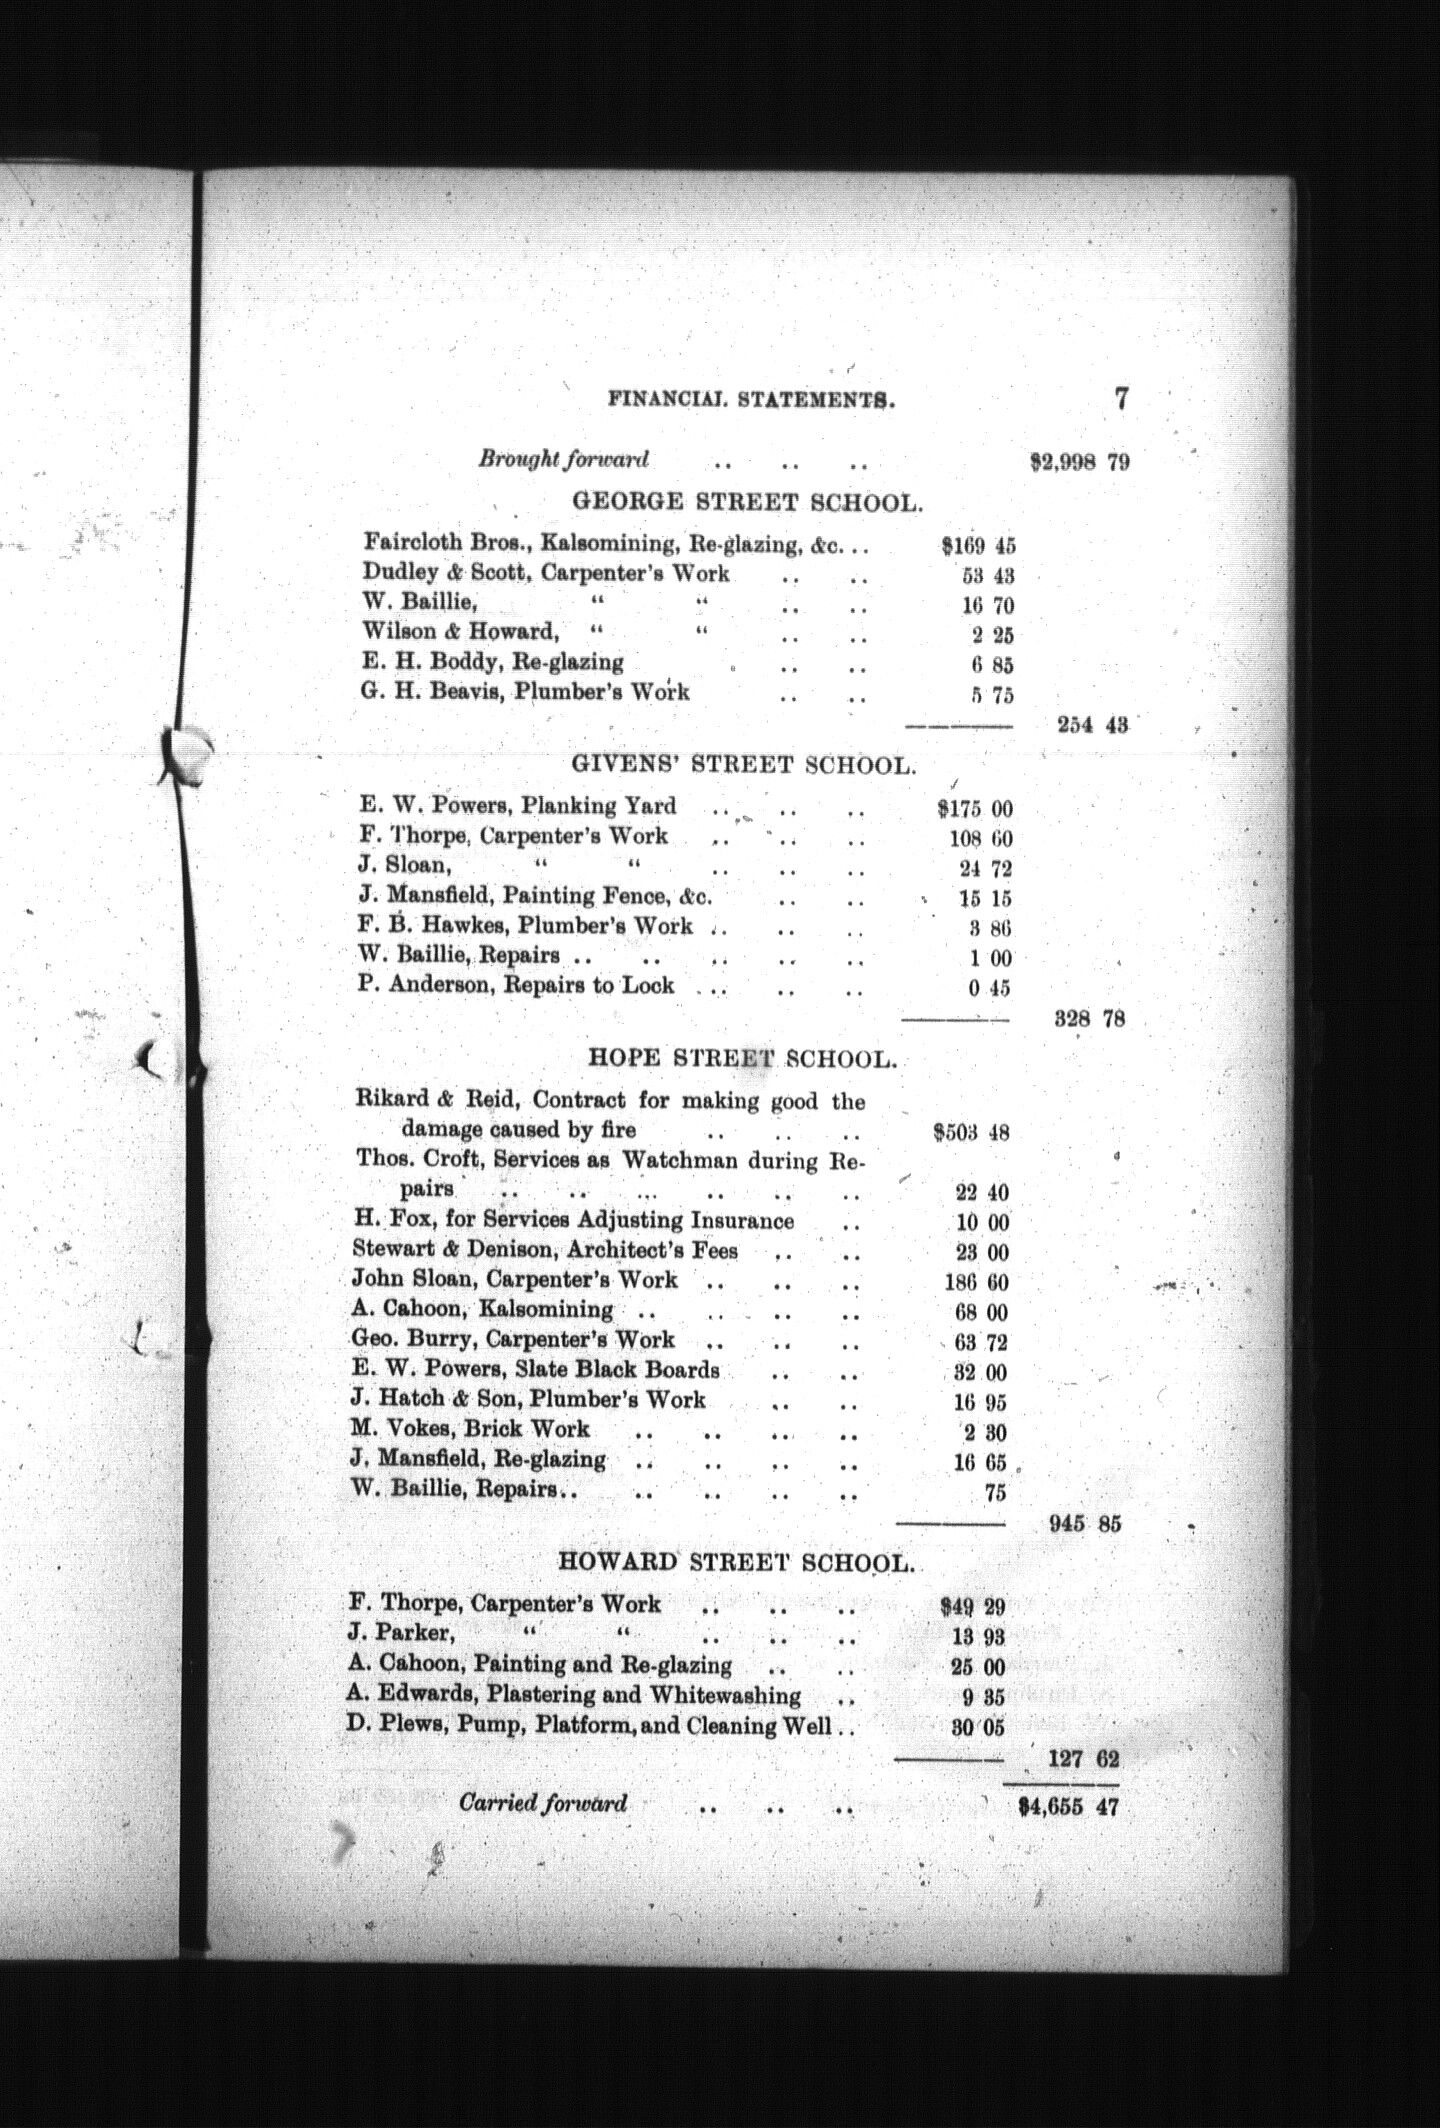 FINANCIAL STATEMENTS. 7
Brought forward .. .. .. $2,998 79
GEORGE STREET SCHOOL.
Faircloth Bros., Kalsomining, Re-glazing, &c. .. $169 45
Dudley & Scott, Carpenter's Work .. .. 53 43
W. Baillie, “ “ .. .. 16 70
Wilson & Howard, “ “ .. .. 2 25
E. H. Boddy, Re-glazing .. .. 6 85
G. H. Beavis, Plumber's Work .. .. 5 75
254 43
GIVENS' STREET SCHOOL.
E. W. Powers, Planking Yard .. .. .. $175 00
F. Thorpe, Carpenter's Work .. .. .. 108 60
J. Sloan, “ “ .. .. .. 24 72
J. Mansfield, Painting Fence, &c. .. .. 15 15
F. B. Hawkes, Plumber's Work .. .. .. 3 86
W. Baillie, Repairs .. .. .. .. .. 1 00
P. Anderson, Repairs to Lock .. .. .. 0 45
328 78
HOPE STREET SCHOOL.
Rikard & Reid, Contract for making good the
damage caused by fire .. .. .. $503 48
Thos. Croft, Services as Watchman during Re-
pairs .. .. .. .. .. .. 22 40
H. Fox, for Services Adjusting Insurance .. 10 00
Stewart & Denison, Architect's Fees .. .. 23 00
John Sloan, Carpenter's Work .. .. .. 186 60
A. Cahoon, Kalsomining .. .. .. .. 68 00
Geo. Burry, Carpenter's Work .. .. .. 63 72
E. W. Powers, Slate Black Boards .. .. 32 00
J. Hatch & Son, Plumber's Work .. .. 16 95
M. Vokes, Brick Work .. .. .. .. 2 30
J. Mansfield, Re-glazing .. .. .. .. 16 65
W. Baillie, Repairs .. .. .. .. .. 75
945 85
HOWARD STREET SCHOOL.
F. Thorpe, Carpenter's Work .. .. .. $49 29
J. Parker, “ “ .. .. .. 13 93
A. Cahoon, Painting and Re-glazing .. .. 25 00
A. Edwards, Plastering and Whitewashing .. 9 35
D. Plews, Pump, Platform, and Cleaning Well .. 30 05
127 62
Carried forward .. .. .. $4,655 47